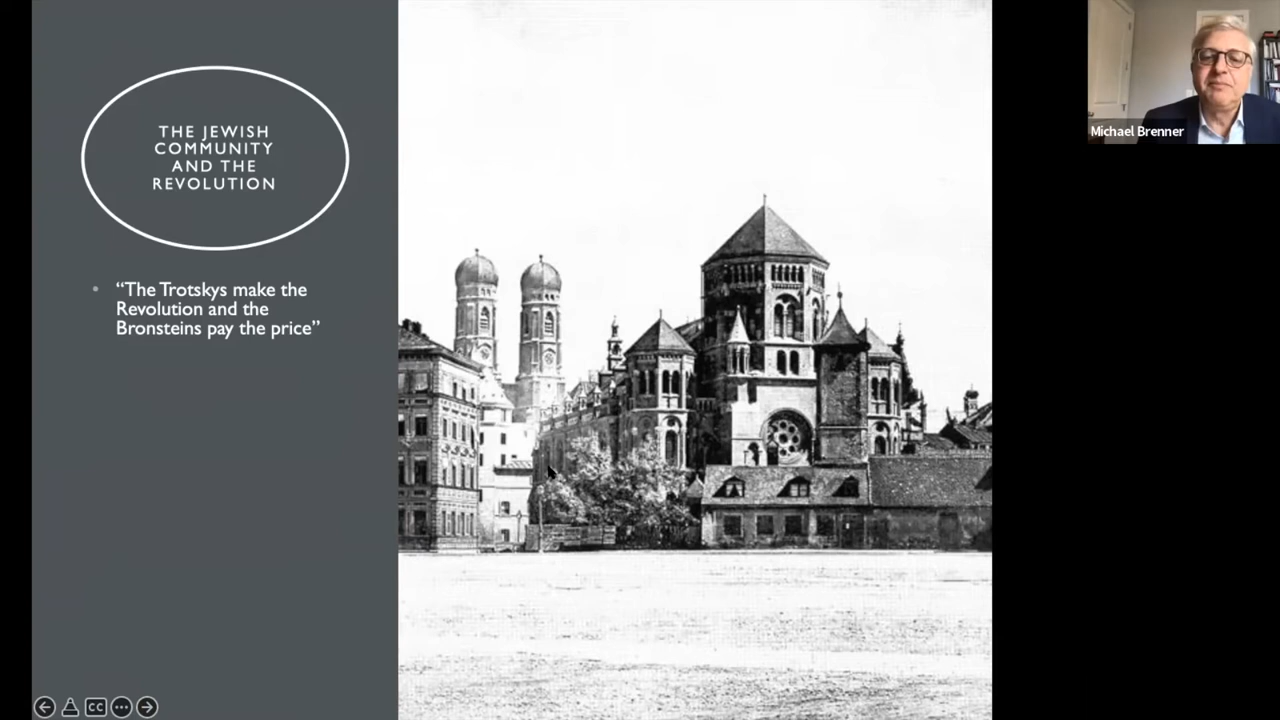 THE JEWISH
COMMUNITY
AND THE
REVOLUTION
• “The Trotskys make the
Revolution and the
Bronsteins pay the price”
Michael Brenner
CC